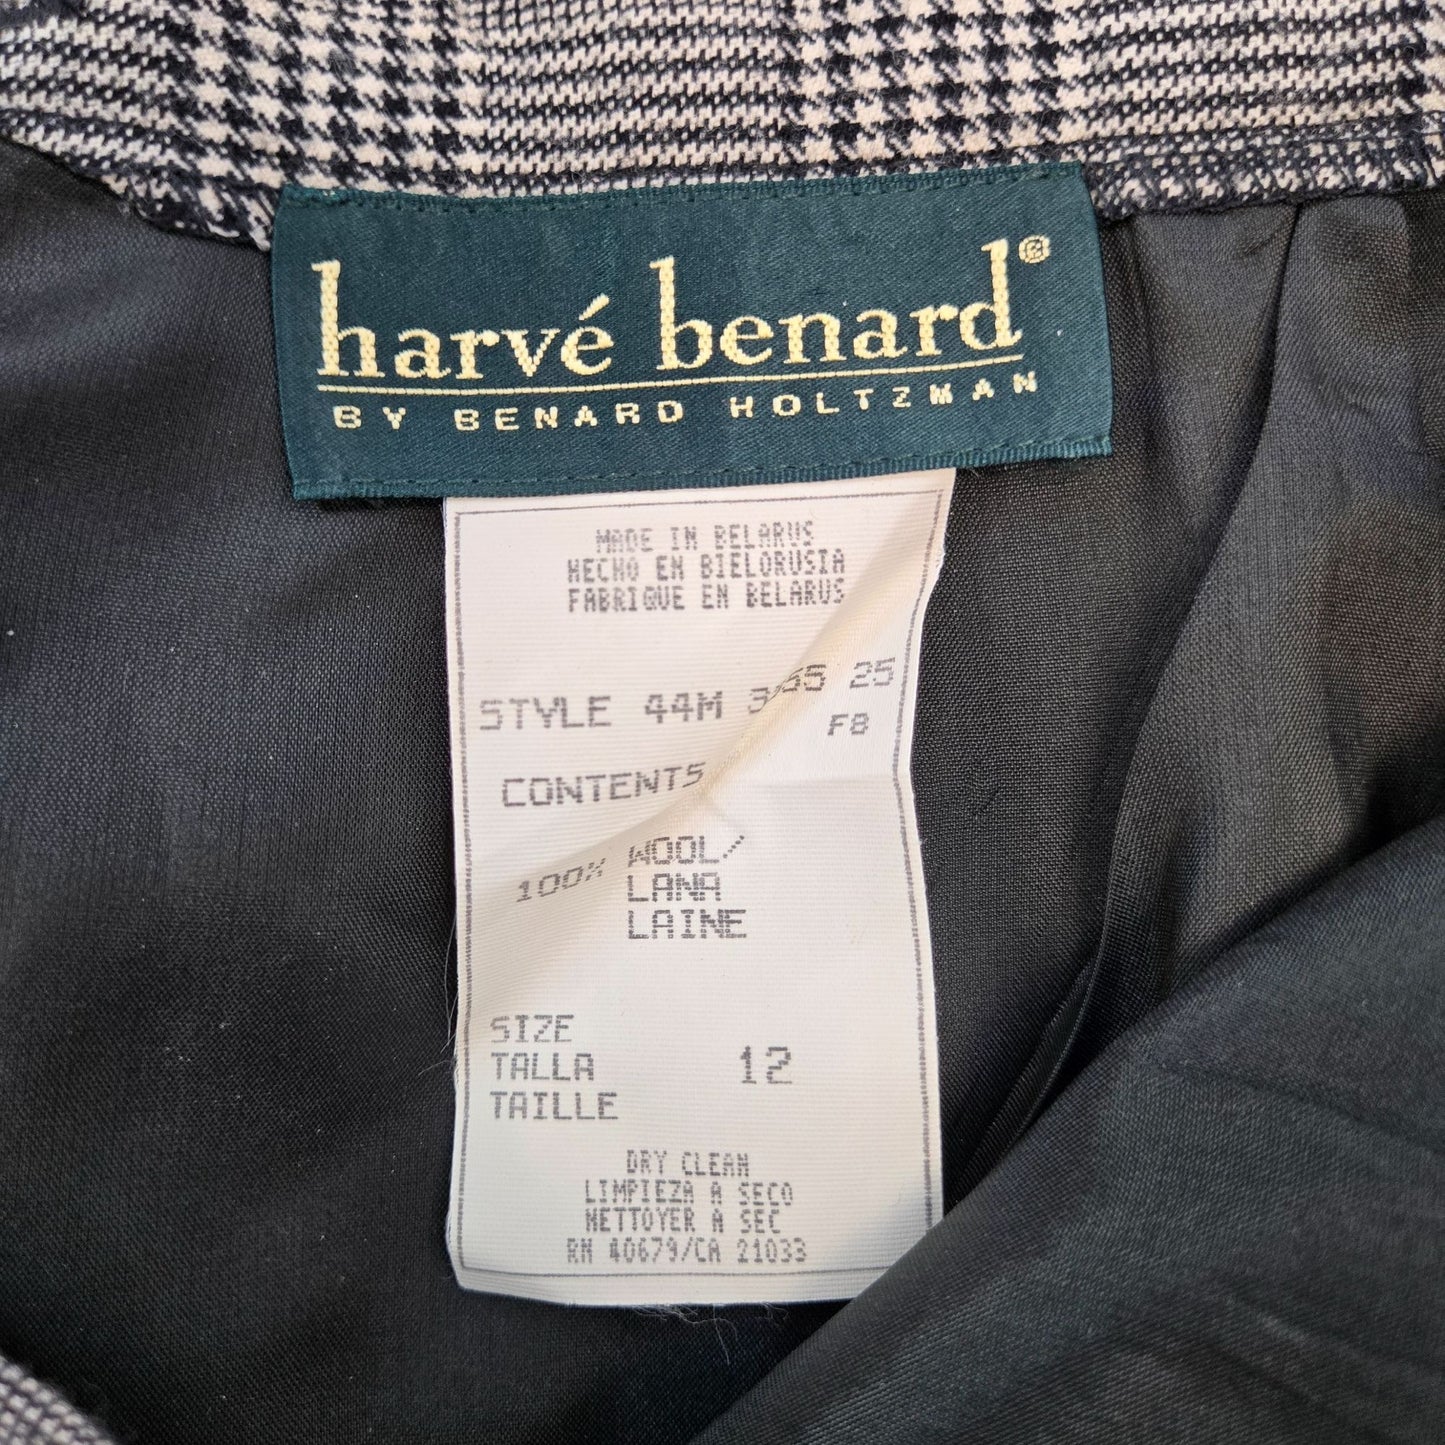 harvé benard®
BY BENARD HOLTZMAN
MADE IN BELARUS
HECHO EN BIELORUSIA
FABRIQUE EN BELARUS
STYLE 44M 25
F8
CONTENTS
100% WOOL/
LANA
LAINE
SIZE
TALLA 12
TAILLE
DRY CLEAN
LIMPIEZA A SECO
NETTOYER A SEC
RN 40679/CA 21033